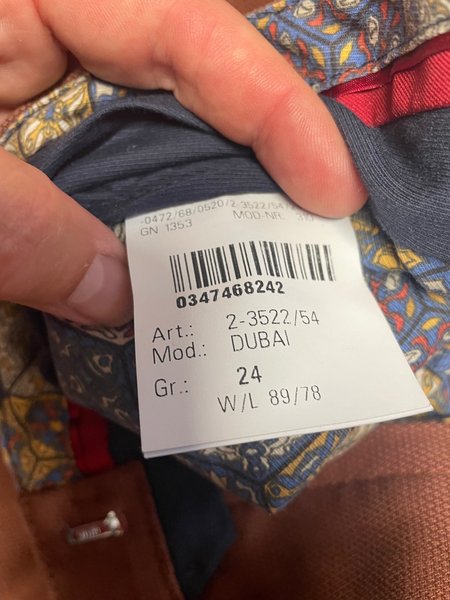 -0472/68/0520/2-3522/54
GN 1353 MOD-NR. 310
0347468242
Art.: 2-3522/54
Mod.: DUBAI
Gr.: 24
W/L 89/78